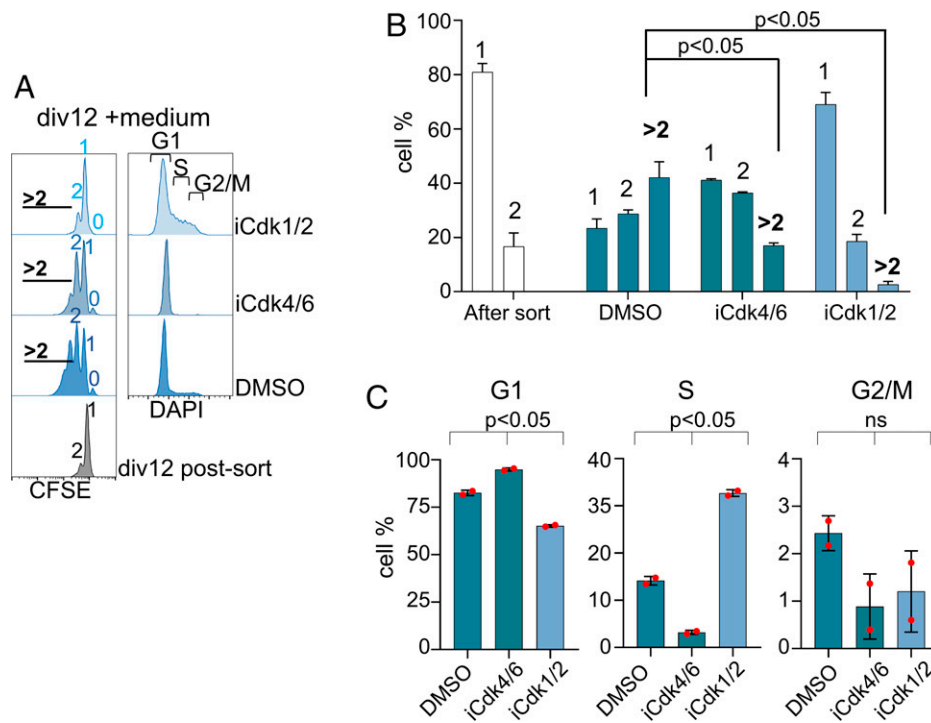 A
div12 +medium
1
2
0
>2
G1
S
G2/M
iCdk1/2
2
1
0
>2
iCdk4/6
2
1
0
>2
DMSO
1
2
CFSE
DAPI
div12 post-sort
B
cell %
100
80
60
40
20
0
1
2
1
2
>2
1
2
>2
1
2
>2
p<0.05
p<0.05
After sort
DMSO
iCdk4/6
iCdk1/2
C
G1
p<0.05
cell %
100
75
50
25
0
DMSO
iCdk4/6
iCdk1/2
S
p<0.05
40
35
20
10
0
DMSO
iCdk4/6
iCdk1/2
G2/M
ns
4
3
2
1
0
DMSO
iCdk4/6
iCdk1/2